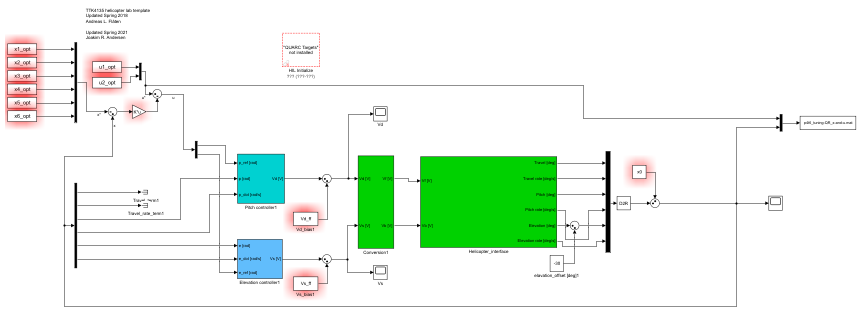 TTK4135 helicopter lab template
Updated Spring 2018
Andreas L. Flåten
Updated Spring 2021
Joakim R. Andersen
x1_opt
x2_opt
x3_opt
x4_opt
x5_opt
x6_opt
u1_opt
u2_opt
"QUARC Targets"
not installed
HIL Initialize
??? (???-???)
u*
u
x*
x
K*u
Travel_rate_term1
p_ref [rad]
p [rad]
p_dot [rad/s]
Vd [V]
Pitch controller1
Vd_ff
Vd_bias1
Vd
e [rad]
e_dot [rad/s]
e_ref [rad]
Vs [V]
Elevation controller1
Vs_ff
Vs_bias1
Vs
Vd [V]
Vs [V]
Vf [V]
Vb [V]
Conversion1
Vf [V]
Vb [V]
Travel [deg]
Travel rate [deg/s]
Pitch [deg]
Pitch rate [deg/s]
Elevation [deg]
Elevation rate [deg/s]
Helicopter_interface
-30
elevation_offset [deg]1
D2R
x0